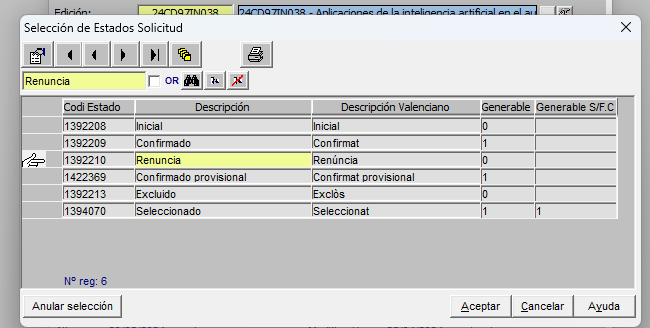 Edición: 24CD97IN038 24CD97IN038 - Aplicaciones de la inteligencia artificial en el au
Selección de Estados Solicitud
Renuncia OR
Codi Estado Descripción Descripción Valenciano Generable Generable S/F.C
1392208 Inicial Inicial 0
1392209 Confirmado Confirmat 1
1392210 Renuncia Renúncia 0
1422369 Confirmado provisional Confirmat provisional 1
1392213 Excluido Exclòs 0
1394070 Seleccionado Seleccionat 1 1
Nº reg: 6
Anular selección Aceptar Cancelar Ayuda